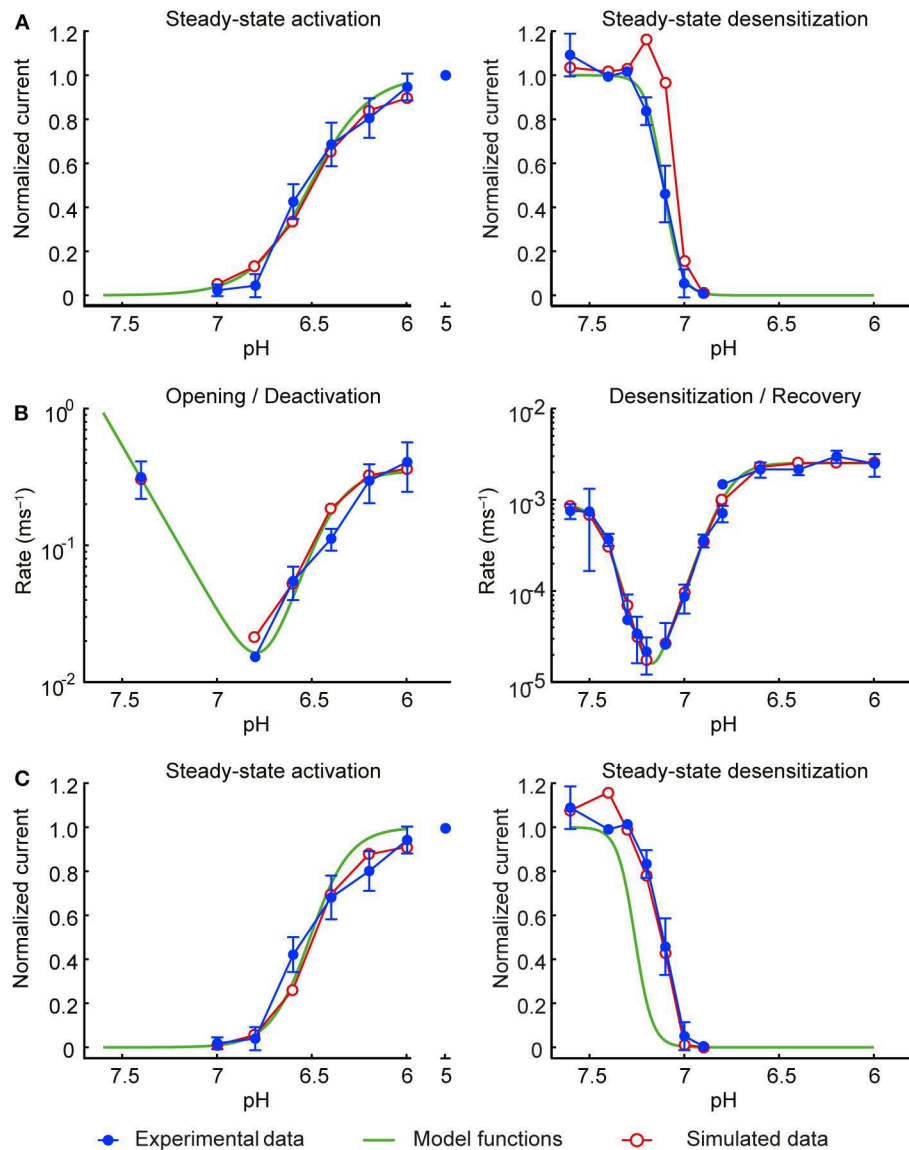 A
Steady-state activation
Steady-state desensitization
Normalized current
1.2
1.0
0.8
0.6
0.4
0.2
0
7.5 7 6.5 6 5
pH
Normalized current
1.2
1.0
0.8
0.6
0.4
0.2
0
7.5 7 6.5 6
pH
B
Opening / Deactivation
Desensitization / Recovery
Rate (ms⁻¹)
10⁰
10⁻¹
10⁻²
7.5 7 6.5 6 5
pH
Rate (ms⁻¹)
10⁻²
10⁻³
10⁻⁴
10⁻⁵
7.5 7 6.5 6
pH
C
Steady-state activation
Steady-state desensitization
Normalized current
1.2
1.0
0.8
0.6
0.4
0.2
0
7.5 7 6.5 6 5
pH
Normalized current
1.2
1.0
0.8
0.6
0.4
0.2
0
7.5 7 6.5 6
pH
Experimental data Model functions Simulated data